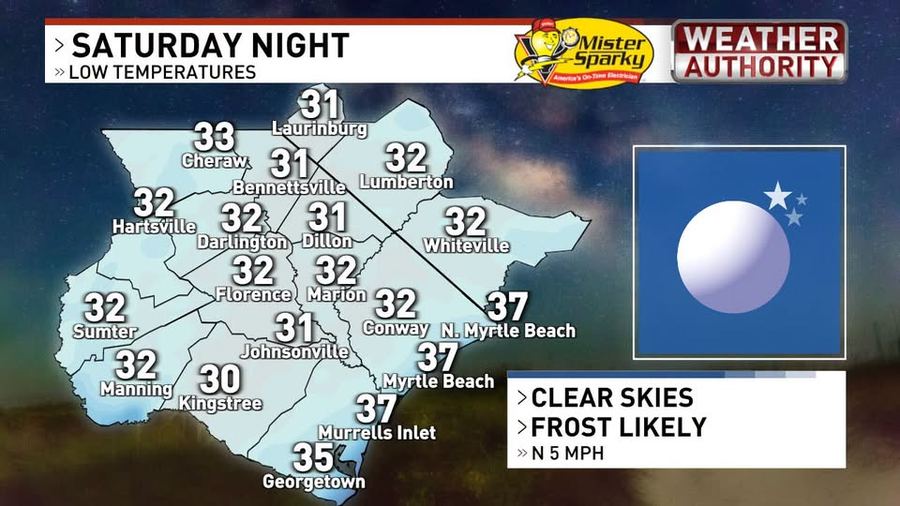 > SATURDAY NIGHT
» LOW TEMPERATURES
Mister
Sparky
America's On-Time Electrician
WEATHER
AUTHORITY
31
Laurinburg
33
Cheraw
31
Bennettsville
32
Lumberton
32
Hartsville
32
Darlington
31
Dillon
32
Whiteville
32
Florence
32
Marion
32
Sumter
31
Johnsonville
32
Conway
37
N. Myrtle Beach
32
Manning
30
Kingstree
37
Myrtle Beach
37
Murrells Inlet
35
Georgetown
> CLEAR SKIES
> FROST LIKELY
» N 5 MPH